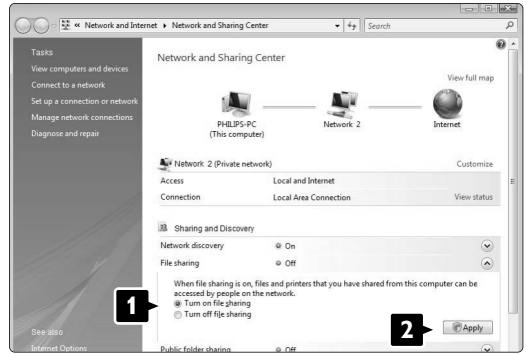 « Network and Internet ▸ Network and Sharing Center
Search
Tasks
View computers and devices
Connect to a network
Set up a connection or network
Manage network connections
Diagnose and repair
See also
Internet Options
Network and Sharing Center
View full map
PHILIPS-PC
(This computer)
Network 2
Internet
Network 2 (Private network)
Customize
Access Local and Internet
Connection Local Area Connection View status
Sharing and Discovery
Network discovery On
File sharing Off
When file sharing is on, files and printers that you have shared from this computer can be
accessed by people on the network.
1
Turn on file sharing
Turn off file sharing
2
Apply
Public folder sharing Off